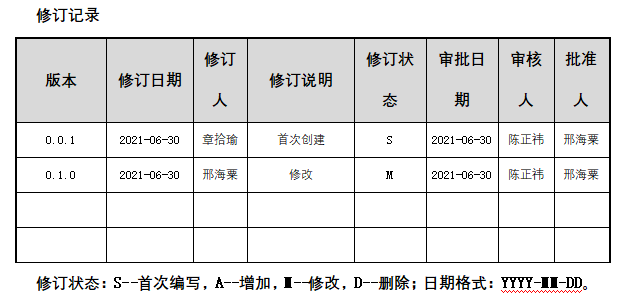 修订记录
版本 修订日期 修订人 修订说明 修订状态 审批日期 审核人 批准人
0.0.1 2021-06-30 章拾瑜 首次创建 S 2021-06-30 陈正祎 邢海粟
0.1.0 2021-06-30 邢海粟 修改 M 2021-06-30 陈正祎 邢海粟
修订状态：S--首次编写，A--增加，M--修改，D--删除；日期格式：YYYY-MM-DD。